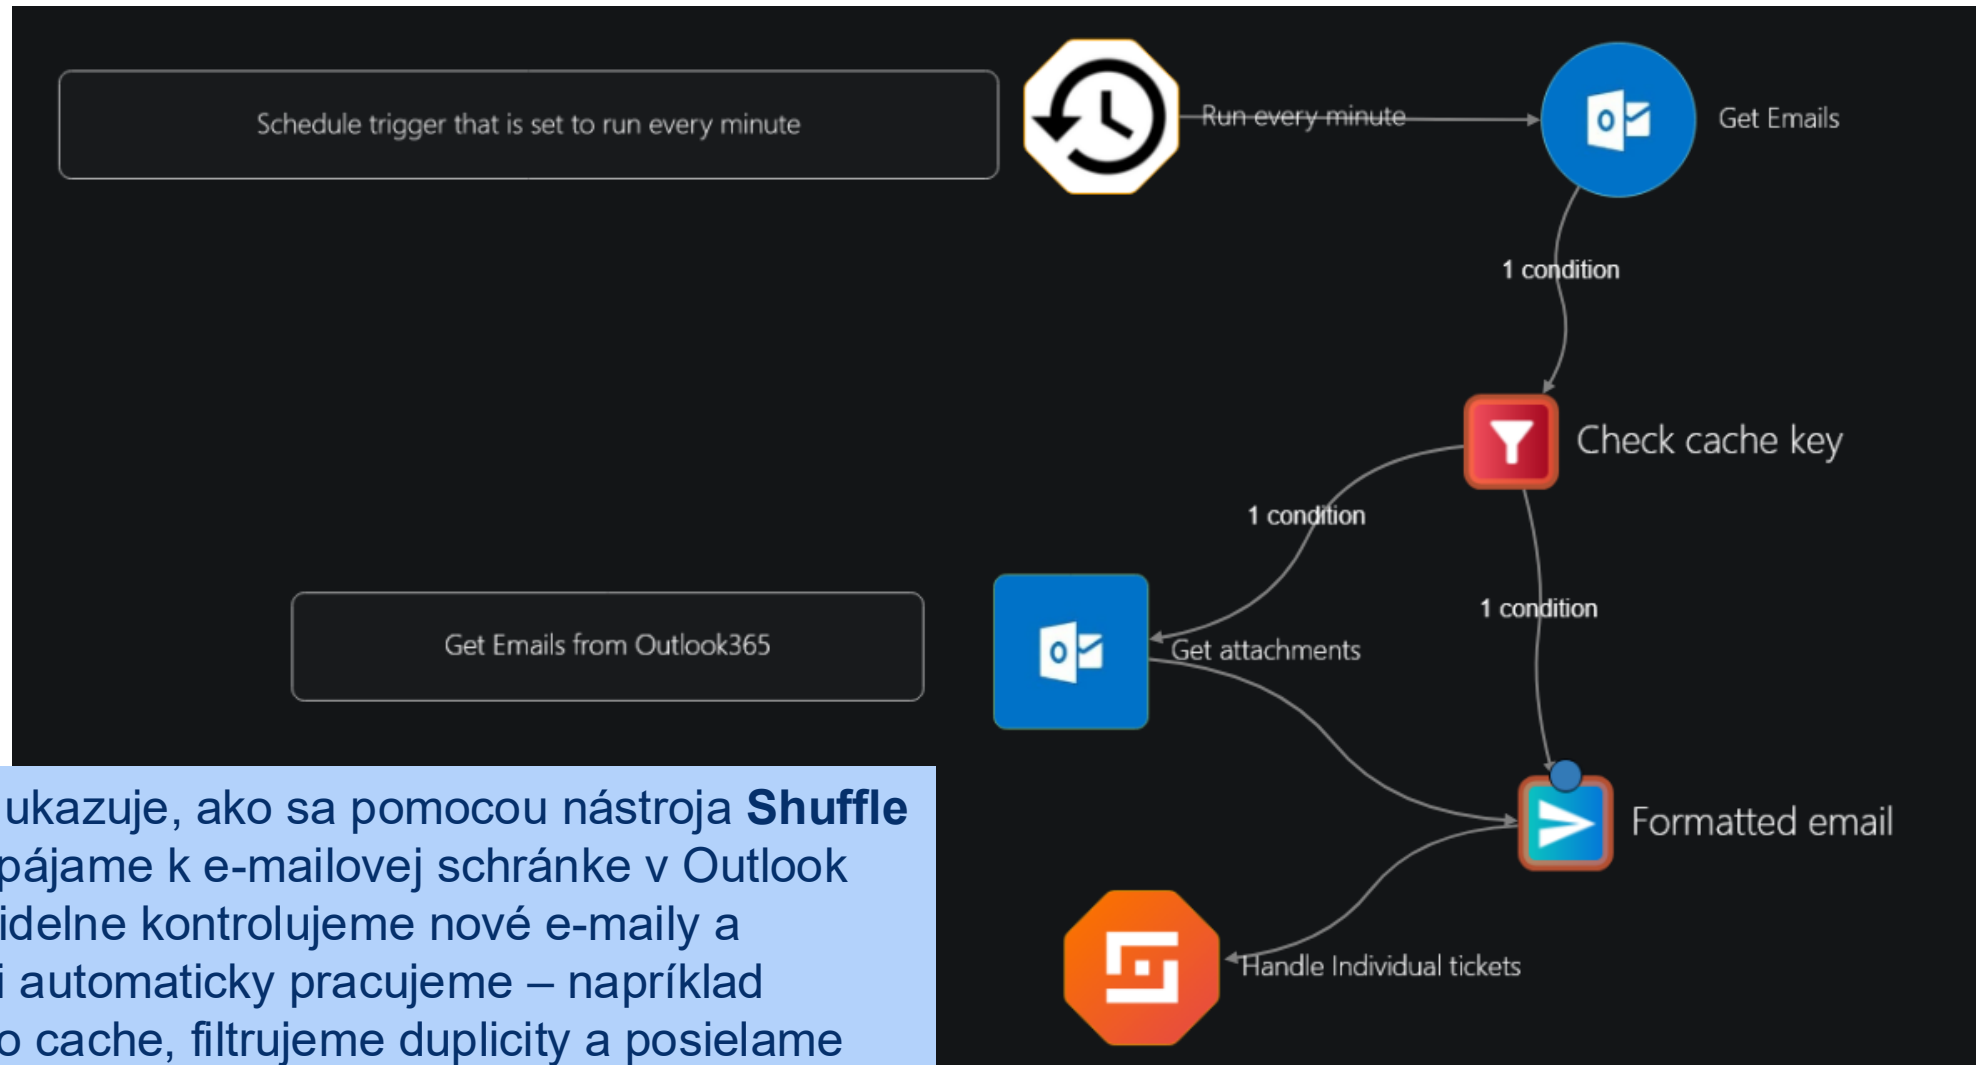 Schedule trigger that is set to run every minute
Run every minute
Get Emails
1 condition
Check cache key
1 condition
1 condition
Get Emails from Outlook365
Get attachments
Formatted email
Handle Individual tickets
ukazuje, ako sa pomocou nástroja Shuffle
pájame k e-mailovej schránke v Outlook
idelne kontrolujeme nové e-maily a
i automaticky pracujeme – napríklad
o cache, filtrujeme duplicity a posielame